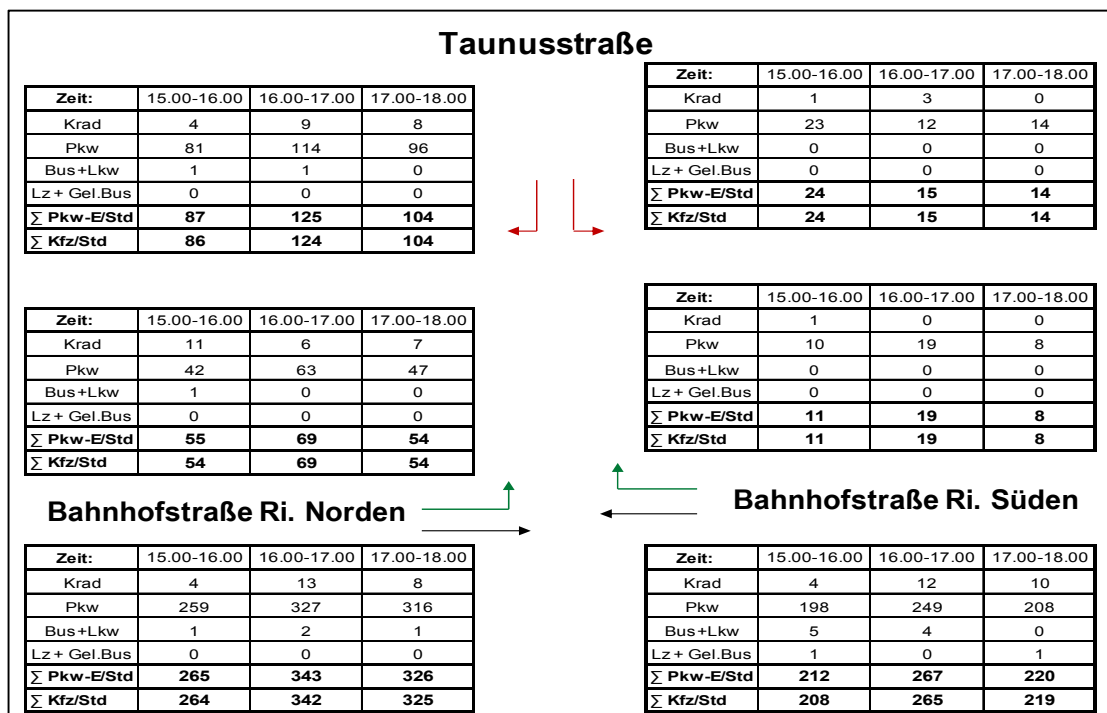 Taunusstraße
Zeit: 15.00-16.00 16.00-17.00 17.00-18.00
Krad 4 9 8
Pkw 81 114 96
Bus+Lkw 1 1 0
Lz + Gel.Bus 0 0 0
∑ Pkw-E/Std 87 125 104
∑ Kfz/Std 86 124 104
Zeit: 15.00-16.00 16.00-17.00 17.00-18.00
Krad 1 3 0
Pkw 23 12 14
Bus+Lkw 0 0 0
Lz + Gel.Bus 0 0 0
∑ Pkw-E/Std 24 15 14
∑ Kfz/Std 24 15 14
Zeit: 15.00-16.00 16.00-17.00 17.00-18.00
Krad 11 6 7
Pkw 42 63 47
Bus+Lkw 1 0 0
Lz + Gel.Bus 0 0 0
∑ Pkw-E/Std 55 69 54
∑ Kfz/Std 54 69 54
Zeit: 15.00-16.00 16.00-17.00 17.00-18.00
Krad 1 0 0
Pkw 10 19 8
Bus+Lkw 0 0 0
Lz + Gel.Bus 0 0 0
∑ Pkw-E/Std 11 19 8
∑ Kfz/Std 11 19 8
Bahnhofstraße Ri. Norden
Bahnhofstraße Ri. Süden
Zeit: 15.00-16.00 16.00-17.00 17.00-18.00
Krad 4 13 8
Pkw 259 327 316
Bus+Lkw 1 2 1
Lz + Gel.Bus 0 0 0
∑ Pkw-E/Std 265 343 326
∑ Kfz/Std 264 342 325
Zeit: 15.00-16.00 16.00-17.00 17.00-18.00
Krad 4 12 10
Pkw 198 249 208
Bus+Lkw 5 4 0
Lz + Gel.Bus 1 0 1
∑ Pkw-E/Std 212 267 220
∑ Kfz/Std 208 265 219